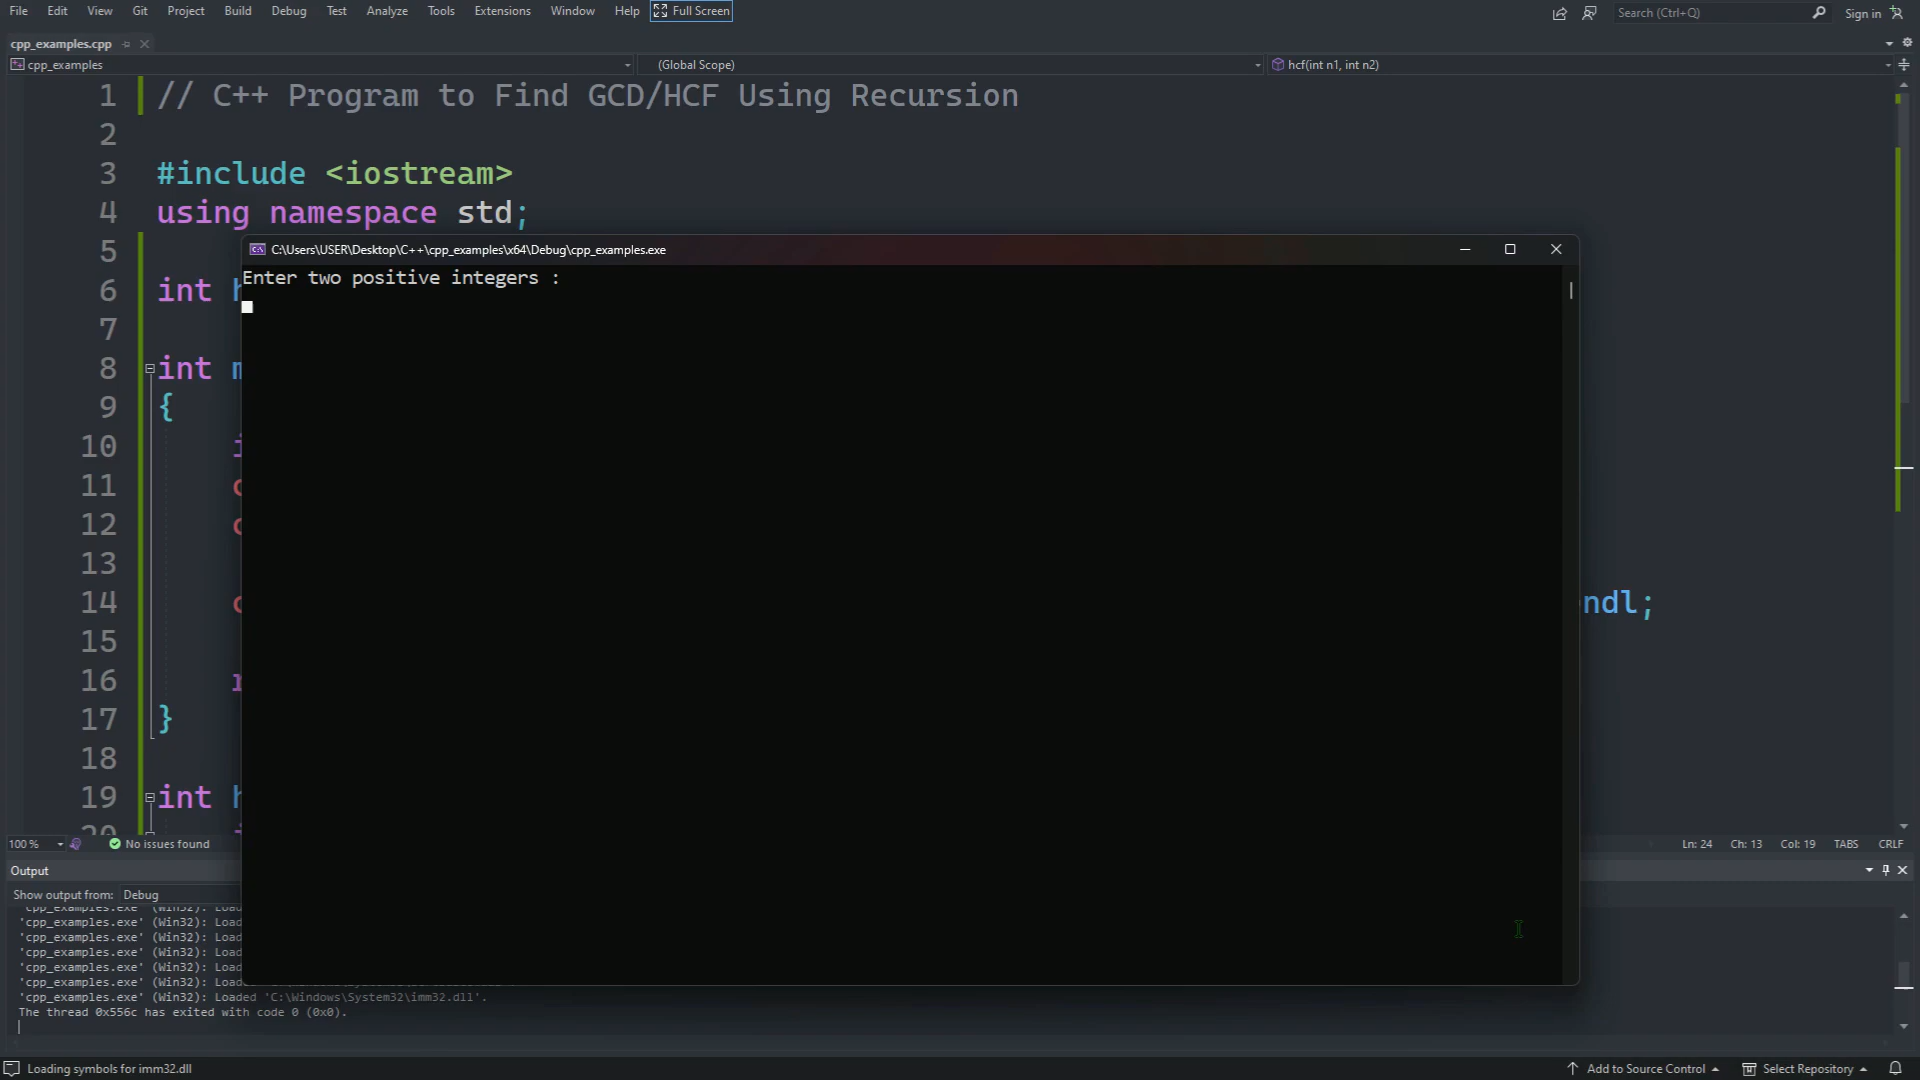 File Edit View Git Project Build Debug Test Analyze Tools Extensions Window Help Full Screen Search (Ctrl+Q) Sign in
cpp_examples.cpp
cpp_examples (Global Scope) hcf(int n1, int n2)
1 // C++ Program to Find GCD/HCF Using Recursion
2
3 #include <iostream>
4 using namespace std;
5
C:\Users\USER\Desktop\C++\cpp_examples\x64\Debug\cpp_examples.exe
Enter two positive integers :
6 int
7
8 int
9 {
10
11
12
13
14 ndl;
15
16
17 }
18
19 int
20
100 % No issues found Ln: 24 Ch: 13 Col: 19 TABS CRLF
Output
Show output from: Debug
'cpp_examples.exe' (Win32): Load
'cpp_examples.exe' (Win32): Load
'cpp_examples.exe' (Win32): Load
'cpp_examples.exe' (Win32): Load
'cpp_examples.exe' (Win32): Load
'cpp_examples.exe' (Win32): Load
'cpp_examples.exe' (Win32): Loaded 'C:\Windows\System32\imm32.dll'.
The thread 0x556c has exited with code 0 (0x0).
Loading symbols for imm32.dll Add to Source Control Select Repository